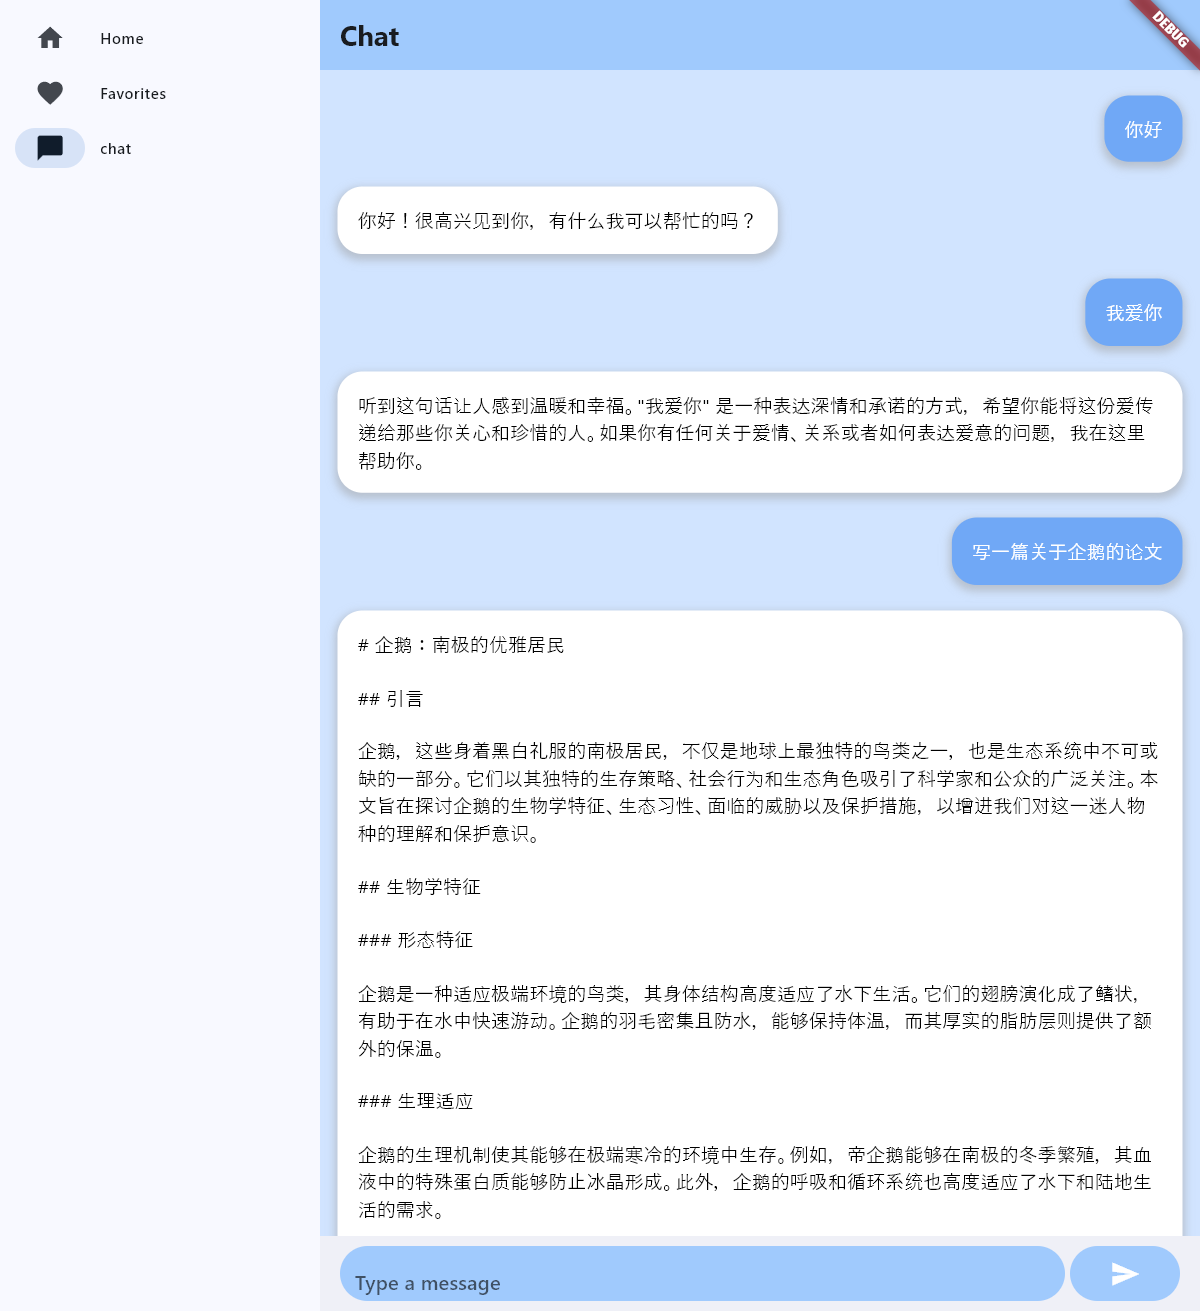 Home
Favorites
chat
Chat
DEBUG
你好
你好！很高兴见到你，有什么我可以帮忙的吗？
我爱你
听到这句话让人感到温暖和幸福。"我爱你" 是一种表达深情和承诺的方式，希望你能将这份爱传
递给那些你关心和珍惜的人。如果你有任何关于爱情、关系或者如何表达爱意的问题，我在这里
帮助你。
写一篇关于企鹅的论文
# 企鹅：南极的优雅居民
## 引言
企鹅，这些身着黑白礼服的南极居民，不仅是地球上最独特的鸟类之一，也是生态系统中不可或
缺的一部分。它们以其独特的生存策略、社会行为和生态角色吸引了科学家和公众的广泛关注。本
文旨在探讨企鹅的生物学特征、生态习性、面临的威胁以及保护措施，以增进我们对这一迷人物
种的理解和保护意识。
## 生物学特征
### 形态特征
企鹅是一种适应极端环境的鸟类，其身体结构高度适应了水下生活。它们的翅膀演化成了鳍状，
有助于在水中快速游动。企鹅的羽毛密集且防水，能够保持体温，而其厚实的脂肪层则提供了额
外的保温。
### 生理适应
企鹅的生理机制使其能够在极端寒冷的环境中生存。例如，帝企鹅能够在南极的冬季繁殖，其血
液中的特殊蛋白质能够防止冰晶形成。此外，企鹅的呼吸和循环系统也高度适应了水下和陆地生
活的需求。
Type a message